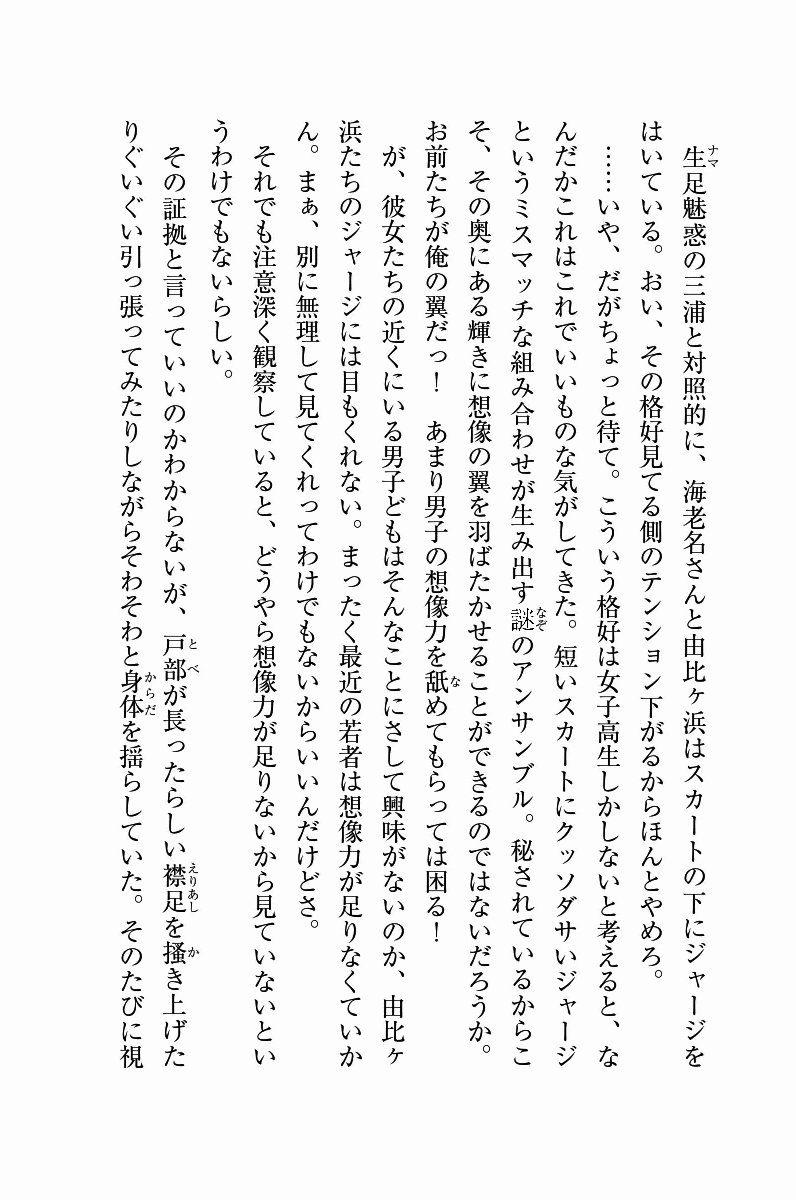 生足魅惑の三浦と対照的に、海老名さんと由比ヶ浜はスカートの下にジャージを
はいている。おい、その格好見てる側のテンション下がるからほんとやめろ。
　……いや、だがちょっと待て。こういう格好は女子高生しかしないと考えると、な
んだかこれはこれでいいものな気がしてきた。短いスカートにクッソダサいジャージ
というミスマッチな組み合わせが生み出す謎のアンサンブル。秘されているからこ
そ、その奥にある輝きに想像の翼を羽ばたかせることができるのではないだろうか。
お前たちが俺の翼だっ！　あまり男子の想像力を舐めてもらっては困る！
　が、彼女たちの近くにいる男子どもはそんなことにさして興味がないのか、由比ヶ
浜たちのジャージには目もくれない。まったく最近の若者は想像力が足りなくていか
ん。まぁ、別に無理して見てくれってわけでもないからいいんだけどさ。
　それでも注意深く観察していると、どうやら想像力が足りないから見ていないとい
うわけでもないらしい。
　その証拠と言っていいのかわからないが、戸部が長ったらしい襟足を掻き上げた
りぐいぐい引っ張ってみたりしながらそわそわと身体を揺らしていた。そのたびに視